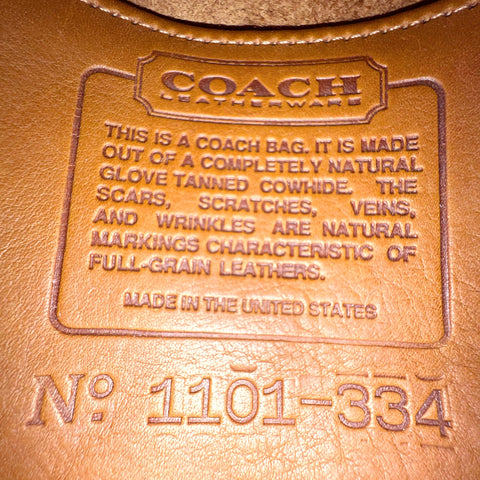 COACH
LEATHERWARE
THIS IS A COACH BAG. IT IS MADE
OUT OF A COMPLETELY NATURAL
GLOVE TANNED COWHIDE. THE
SCARS, SCRATCHES, VEINS,
AND WRINKLES ARE NATURAL
MARKINGS CHARACTERISTIC OF
FULL-GRAIN LEATHERS.
MADE IN THE UNITED STATES
Nº 1101-334